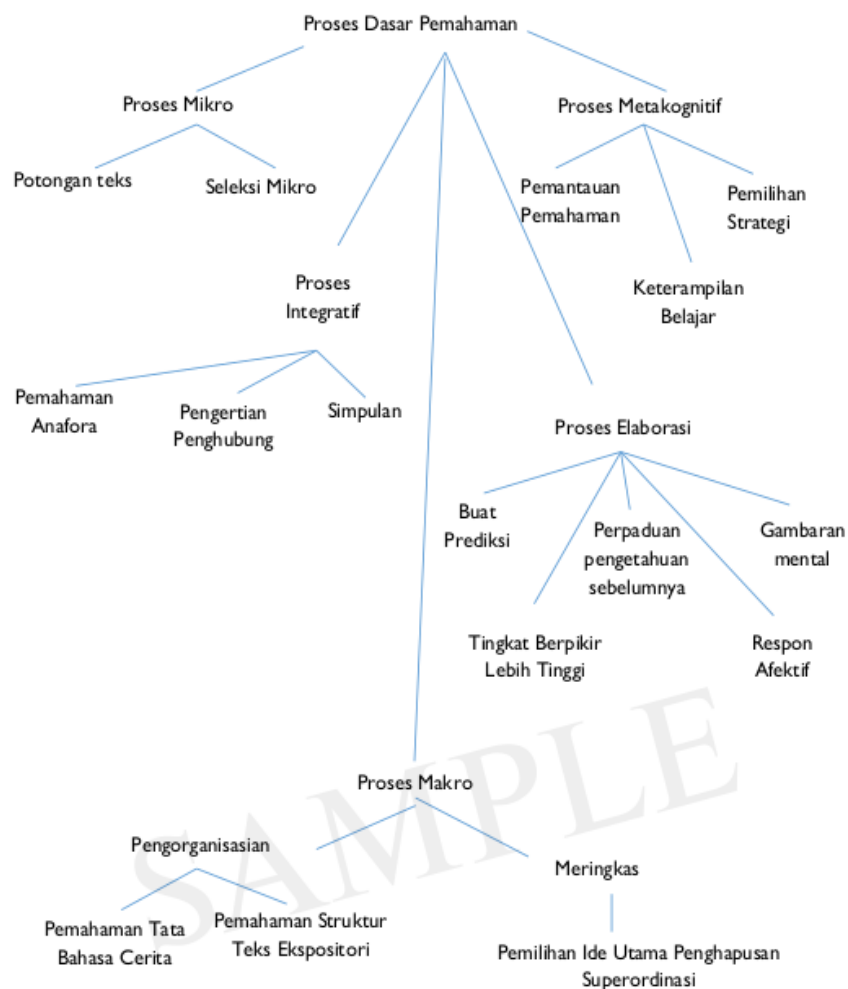 Proses Dasar Pemahaman
Proses Mikro
Proses Metakognitif
Potongan teks
Seleksi Mikro
Pemantauan
Pemahaman
Pemilihan
Strategi
Keterampilan
Belajar
Proses
Integratif
Pemahaman
Anafora
Pengertian
Penghubung
Simpulan
Proses Elaborasi
Buat
Prediksi
Perpaduan
pengetahuan
sebelumnya
Gambaran
mental
Tingkat Berpikir
Lebih Tinggi
Respon
Afektif
SAMPLE
Proses Makro
Pengorganisasian
Meringkas
Pemahaman Tata
Bahasa Cerita
Pemahaman Struktur
Teks Ekspositori
Pemilihan Ide Utama Penghapusan
Superordinasi